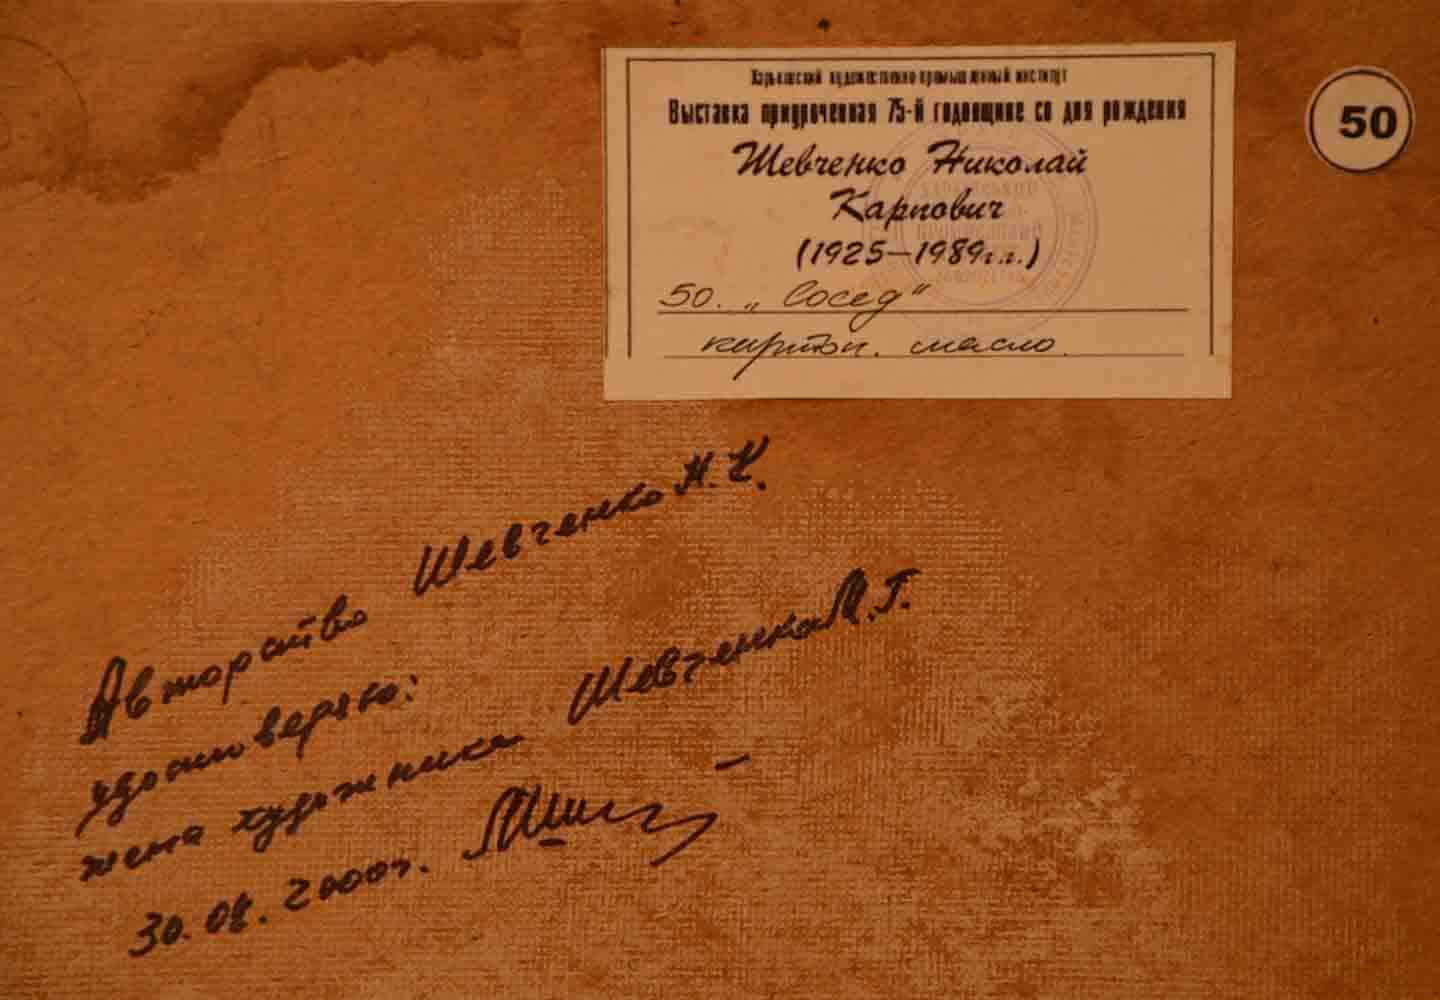 Харьковский художественно-промышленный институт
Выставка приуроченная 75-й годовщине со дня рождения
Шевченко Николай
Карпович
(1925–1989г.г.)
50. „Сосед"
картон. масло.
50
Авторство Шевченко Н. К.
удостоверяю:
жена художника Шевченко М. Г.
30.08.2000г.